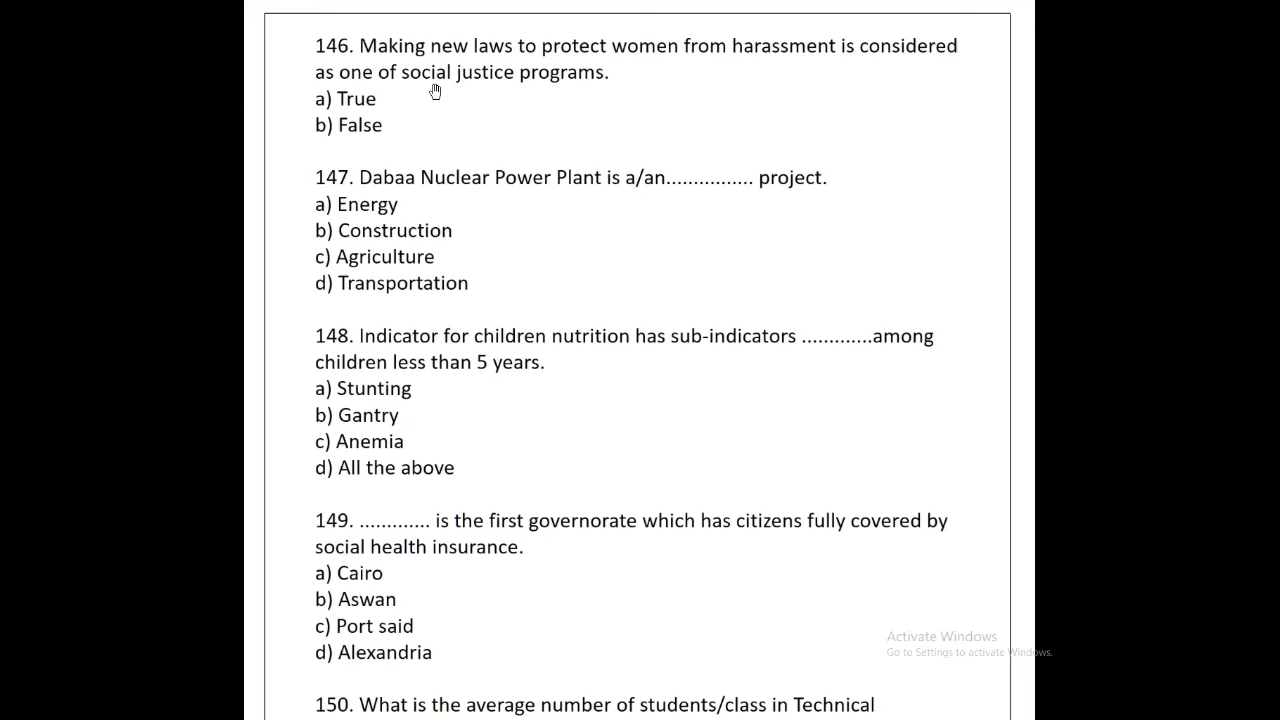 146. Making new laws to protect women from harassment is considered
as one of social justice programs.
a) True
b) False
147. Dabaa Nuclear Power Plant is a/an................ project.
a) Energy
b) Construction
c) Agriculture
d) Transportation
148. Indicator for children nutrition has sub-indicators .............among
children less than 5 years.
a) Stunting
b) Gantry
c) Anemia
d) All the above
149. ............. is the first governorate which has citizens fully covered by
social health insurance.
a) Cairo
b) Aswan
c) Port said
d) Alexandria
Activate Windows
Go to Settings to activate Windows.
150. What is the average number of students/class in Technical